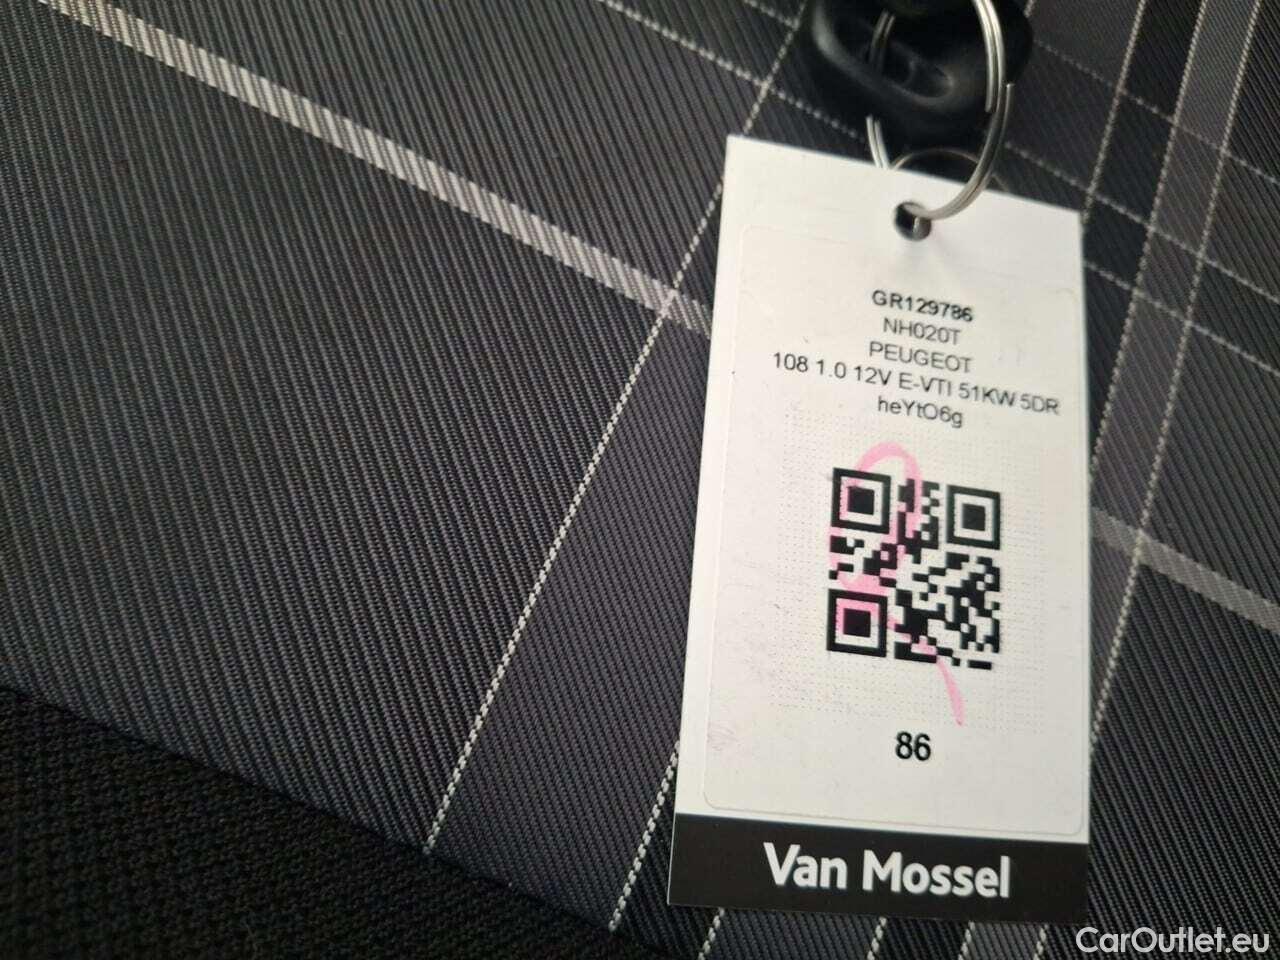 GR129786
NH020T
PEUGEOT
108 1.0 12V E-VTI 51KW 5DR
heYtO6g
86
Van Mossel
CarOutlet.eu